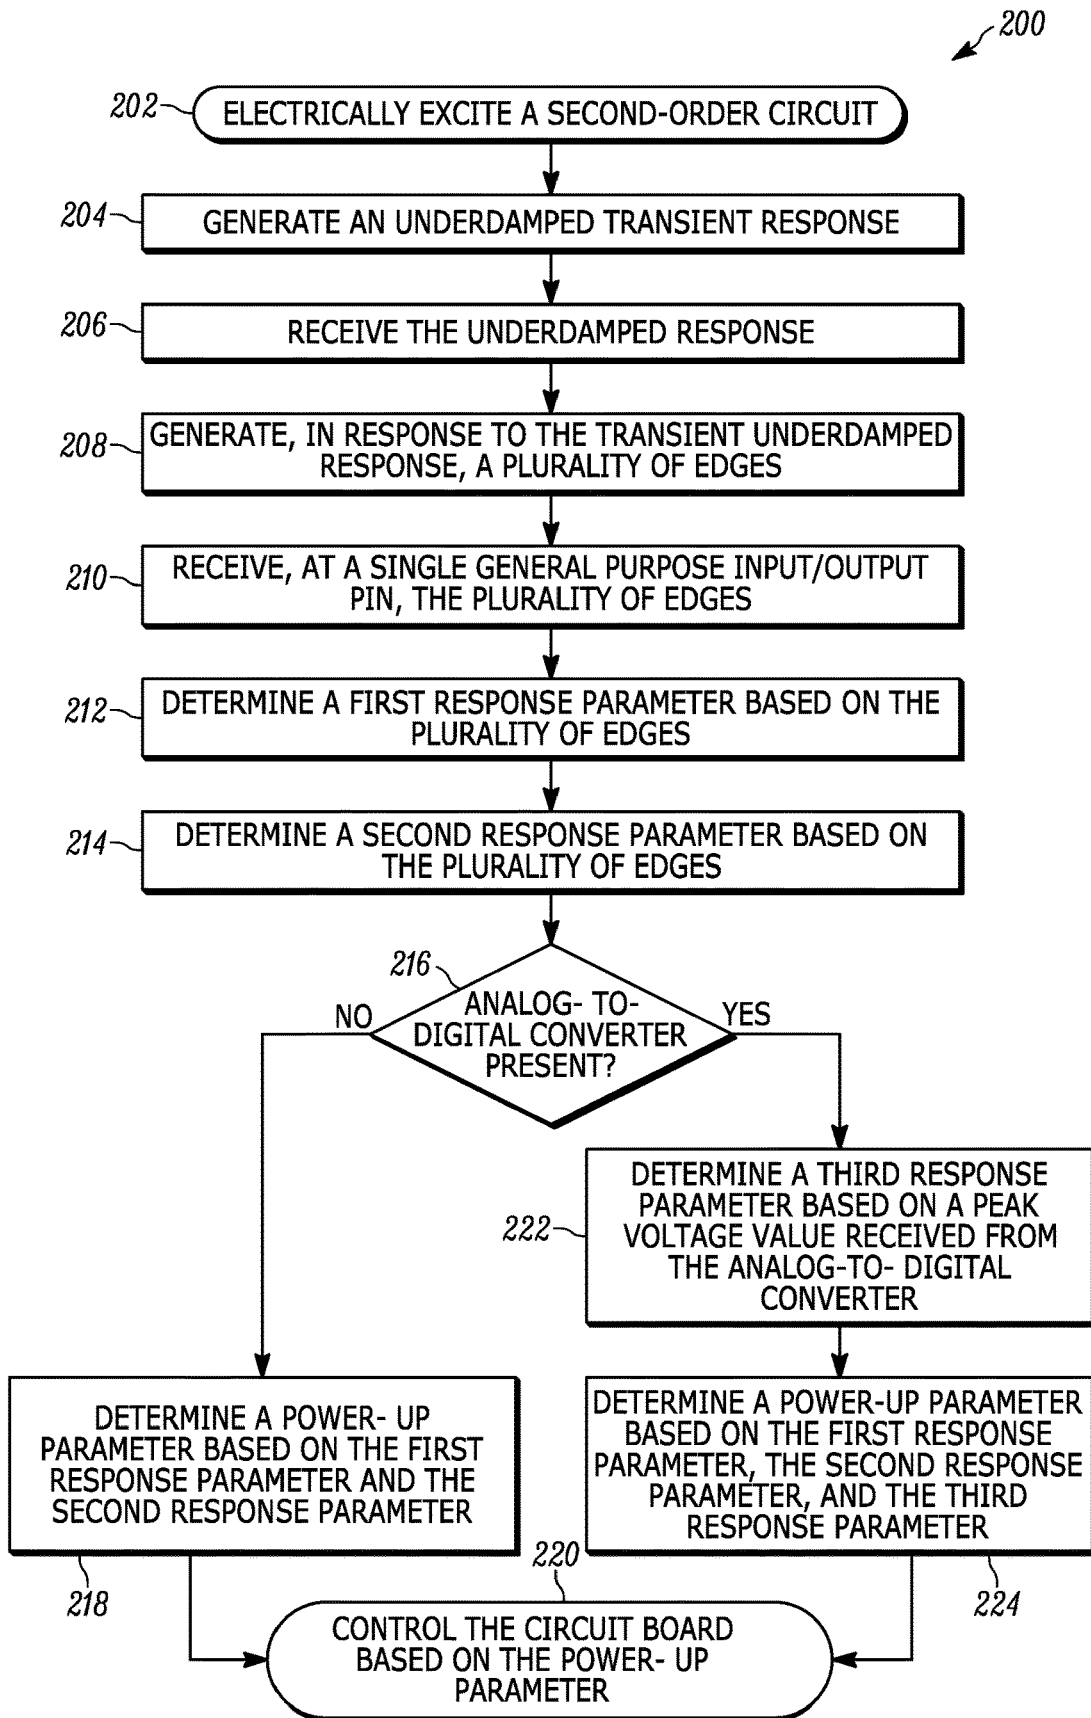 200
202
ELECTRICALLY EXCITE A SECOND-ORDER CIRCUIT
204
GENERATE AN UNDERDAMPED TRANSIENT RESPONSE
206
RECEIVE THE UNDERDAMPED RESPONSE
208
GENERATE, IN RESPONSE TO THE TRANSIENT UNDERDAMPED
RESPONSE, A PLURALITY OF EDGES
210
RECEIVE, AT A SINGLE GENERAL PURPOSE INPUT/OUTPUT
PIN, THE PLURALITY OF EDGES
212
DETERMINE A FIRST RESPONSE PARAMETER BASED ON THE
PLURALITY OF EDGES
214
DETERMINE A SECOND RESPONSE PARAMETER BASED ON
THE PLURALITY OF EDGES
216
ANALOG- TO-
DIGITAL CONVERTER
PRESENT?
NO
YES
222
DETERMINE A THIRD RESPONSE
PARAMETER BASED ON A PEAK
VOLTAGE VALUE RECEIVED FROM
THE ANALOG-TO- DIGITAL
CONVERTER
DETERMINE A POWER- UP
PARAMETER BASED ON THE FIRST
RESPONSE PARAMETER AND THE
SECOND RESPONSE PARAMETER
218
DETERMINE A POWER-UP PARAMETER
BASED ON THE FIRST RESPONSE
PARAMETER, THE SECOND RESPONSE
PARAMETER, AND THE THIRD
RESPONSE PARAMETER
224
220
CONTROL THE CIRCUIT BOARD
BASED ON THE POWER- UP
PARAMETER